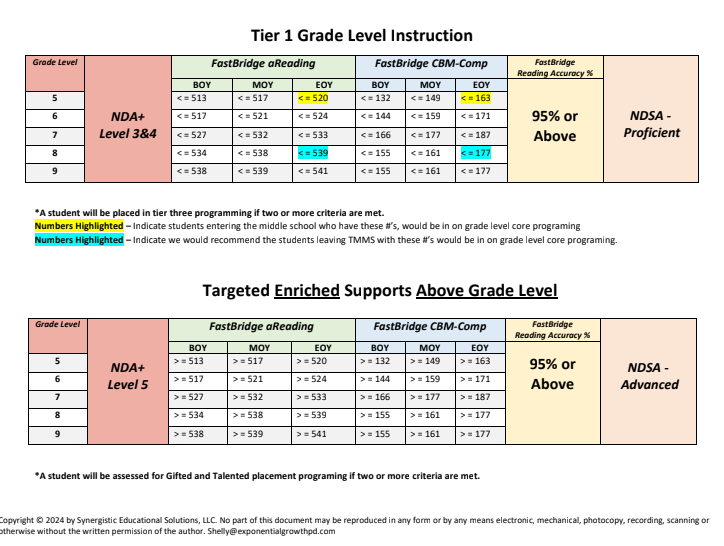 Tier 1 Grade Level Instruction
Grade Level FastBridge aReading FastBridge CBM-Comp FastBridge
Reading Accuracy %
BOY MOY EOY BOY MOY EOY
5 < = 513 < = 517 < = 520 < = 132 < = 149 < = 163
6 < = 517 < = 521 < = 524 < = 144 < = 159 < = 171
7 < = 527 < = 532 < = 533 < = 166 < = 177 < = 187
8 < = 534 < = 538 < = 539 < = 155 < = 161 < = 177
9 < = 538 < = 539 < = 541 < = 155 < = 161 < = 177
NDA+
Level 3&4
95% or
Above
NDSA -
Proficient
*A student will be placed in tier three programming if two or more criteria are met.
Numbers Highlighted – Indicate students entering the middle school who have these #'s, would be in on grade level core programing
Numbers Highlighted – Indicate we would recommend the students leaving TMMS with these #'s would be in on grade level core programing.
Targeted Enriched Supports Above Grade Level
Grade Level FastBridge aReading FastBridge CBM-Comp FastBridge
Reading Accuracy %
BOY MOY EOY BOY MOY EOY
5 > = 513 > = 517 > = 520 > = 132 > = 149 > = 163
6 > = 517 > = 521 > = 524 > = 144 > = 159 > = 171
7 > = 527 > = 532 > = 533 > = 166 > = 177 > = 187
8 > = 534 > = 538 > = 539 > = 155 > = 161 > = 177
9 > = 538 > = 539 > = 541 > = 155 > = 161 > = 177
NDA+
Level 5
95% or
Above
NDSA -
Advanced
*A student will be assessed for Gifted and Talented placement programing if two or more criteria are met.
Copyright © 2024 by Synergistic Educational Solutions, LLC. No part of this document may be reproduced in any form or by any means electronic, mechanical, photocopy, recording, scanning or
otherwise without the written permission of the author. Shelly@exponentialgrowthpd.com